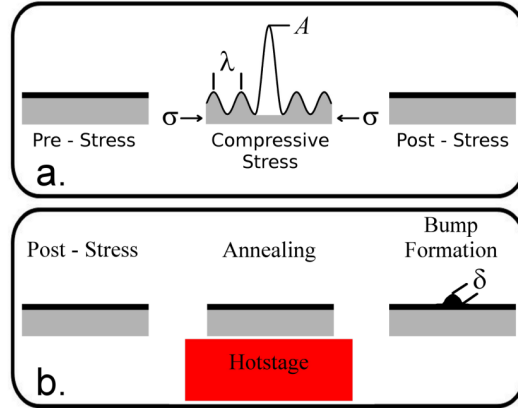 A
λ
σ
σ
Pre - Stress
Compressive
Stress
Post - Stress
a.
Post - Stress
Annealing
Bump
Formation
δ
Hotstage
b.